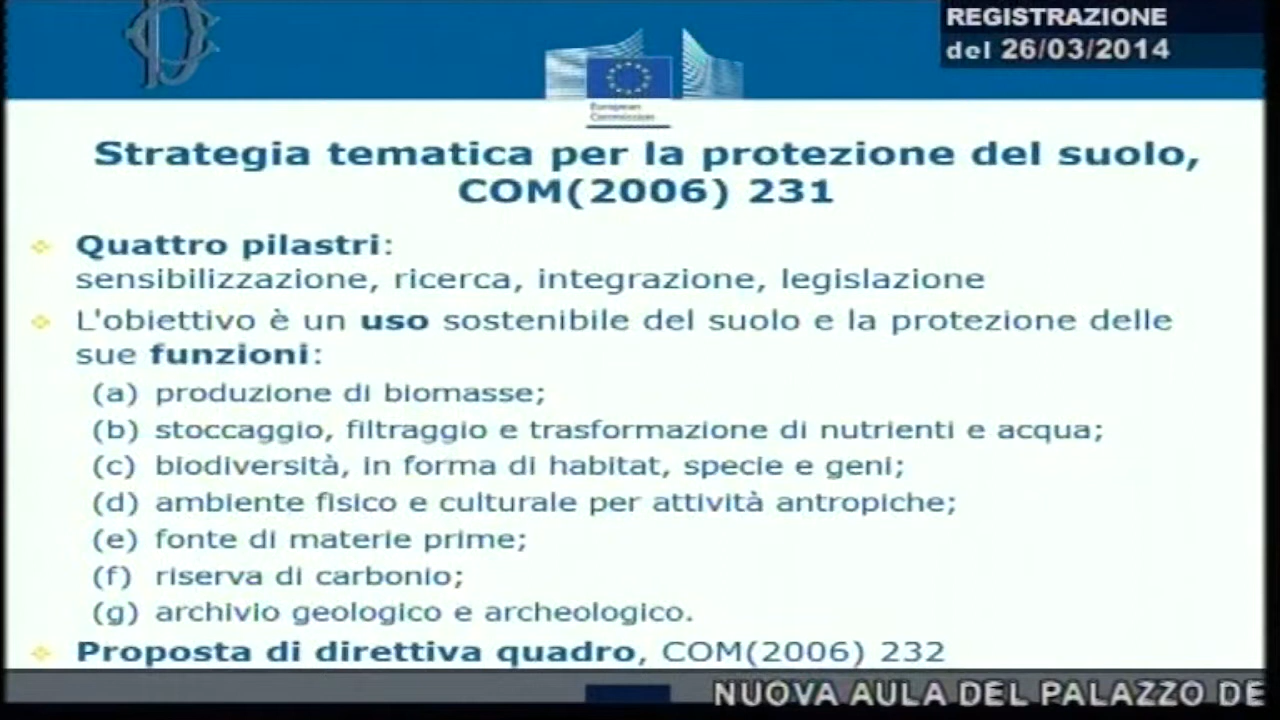 REGISTRAZIONE
del 26/03/2014
European
Commission
Strategia tematica per la protezione del suolo,
COM(2006) 231
Quattro pilastri:
sensibilizzazione, ricerca, integrazione, legislazione
L'obiettivo è un uso sostenibile del suolo e la protezione delle
sue funzioni:
(a) produzione di biomasse;
(b) stoccaggio, filtraggio e trasformazione di nutrienti e acqua;
(c) biodiversità, in forma di habitat, specie e geni;
(d) ambiente fisico e culturale per attività antropiche;
(e) fonte di materie prime;
(f) riserva di carbonio;
(g) archivio geologico e archeologico.
Proposta di direttiva quadro, COM(2006) 232
NUOVA AULA DEL PALAZZO DE